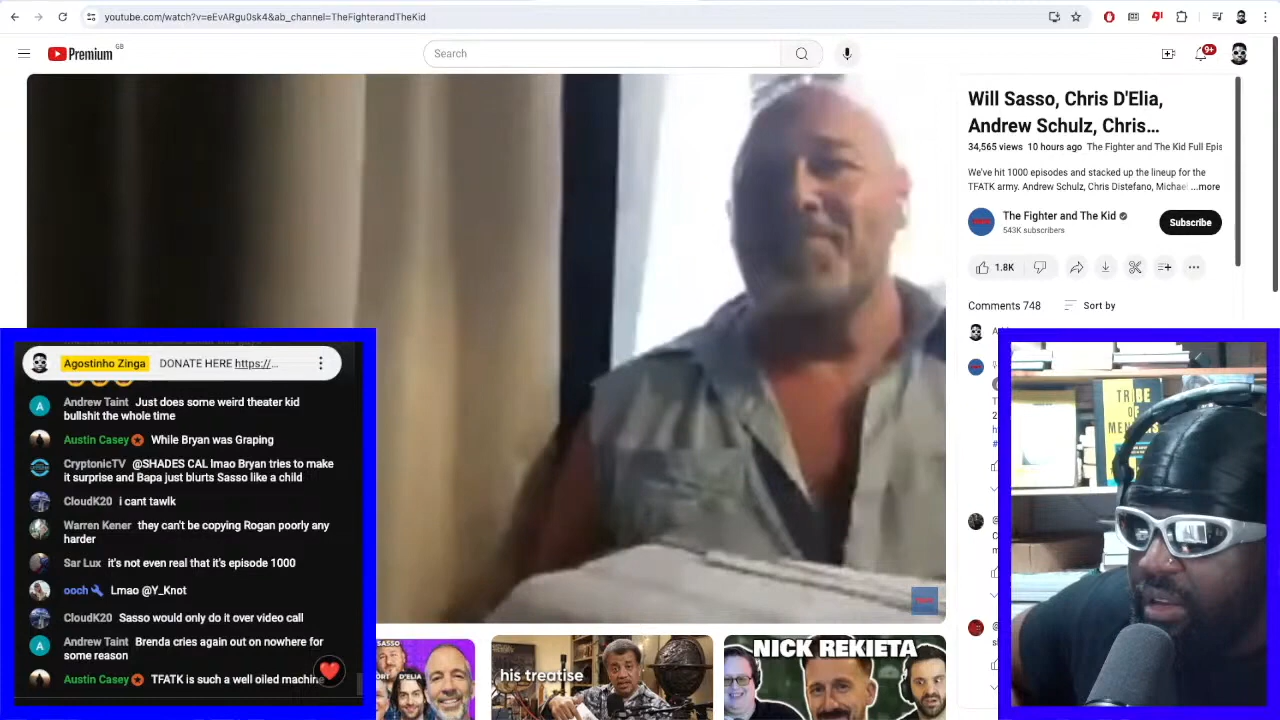 youtube.com/watch?v=eEvARgu0sk4&ab_channel=TheFighterandTheKid
Premium GB
Search
9+
Will Sasso, Chris D'Elia,
Andrew Schulz, Chris…
34,565 views 10 hours ago The Fighter and The Kid Full Epis
We've hit 1000 episodes and stacked up the lineup for the
TFATK army. Andrew Schulz, Chris Distefano, Michae ...more
The Fighter and The Kid
543K subscribers
Subscribe
1.8K
Comments 748 Sort by
Agostinho Zinga DONATE HERE https://...
Andrew Taint Just does some weird theater kid
bullshit the whole time
Austin Casey While Bryan was Graping
CryptonicTV @SHADES CAL lmao Bryan tries to make
it surprise and Bapa just blurts Sasso like a child
CloudK20 i cant tawlk
Warren Kener they can't be copying Rogan poorly any
harder
Sar Lux it's not even real that it's episode 1000
ooch Lmao @Y_Knot
CloudK20 Sasso would only do it over video call
Andrew Taint Brenda cries again out on nowhere for
some reason
Austin Casey TFATK is such a well oiled machine
TRIBE
OF
his treatise
NICK REKIETA